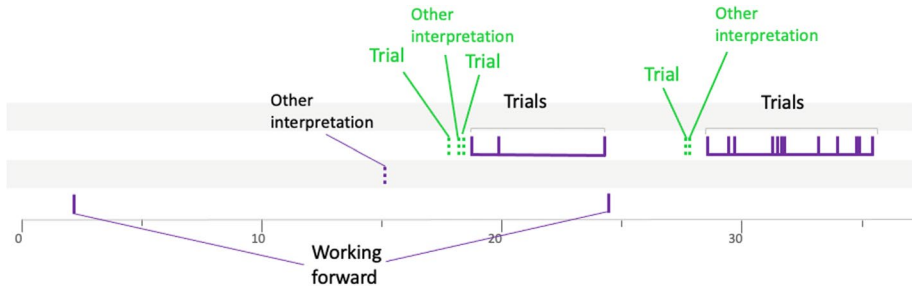 Other
interpretation
Trial
Trial
Other
interpretation
Trial
Other
interpretation
Trials
Trials
0
10
20
30
Working
forward